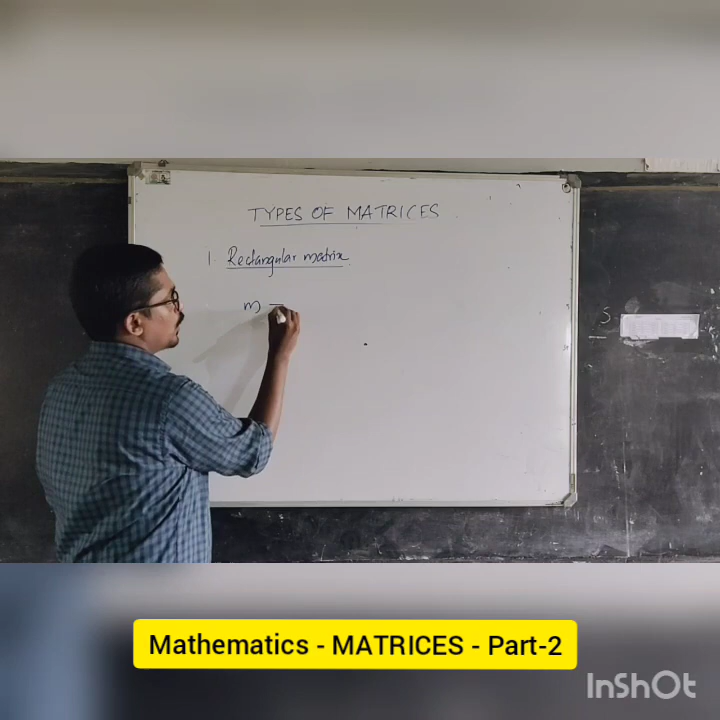 TYPES OF MATRICES
1. Rectangular matrix
m
Mathematics - MATRICES - Part-2
InShOt